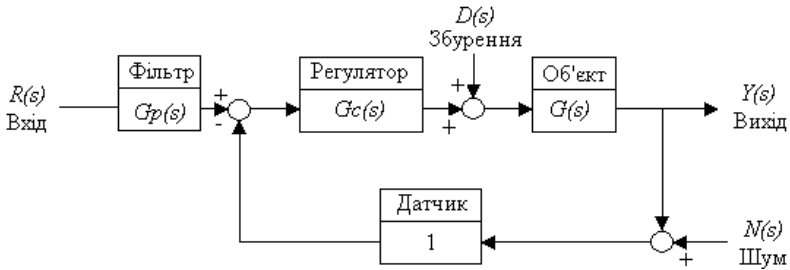 D(s)
Збурення
Фільтр
Регулятор
Об'єкт
R(s)
Вхід
Gp(s)
+
-
Gc(s)
+
+
G(s)
Y(s)
Вихід
Датчик
1
+
+
N(s)
Шум